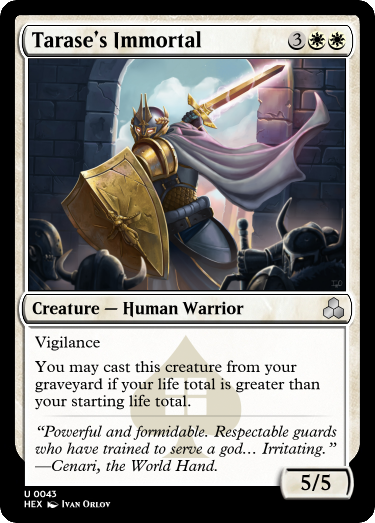 Tarase's Immortal 3
Creature — Human Warrior
Vigilance
You may cast this creature from your
graveyard if your life total is greater than
your starting life total.
“Powerful and formidable. Respectable guards
who have trained to serve a god… Irritating.”
—Cenari, the World Hand.
5/5
U 0043
HEX Ivan Orlov